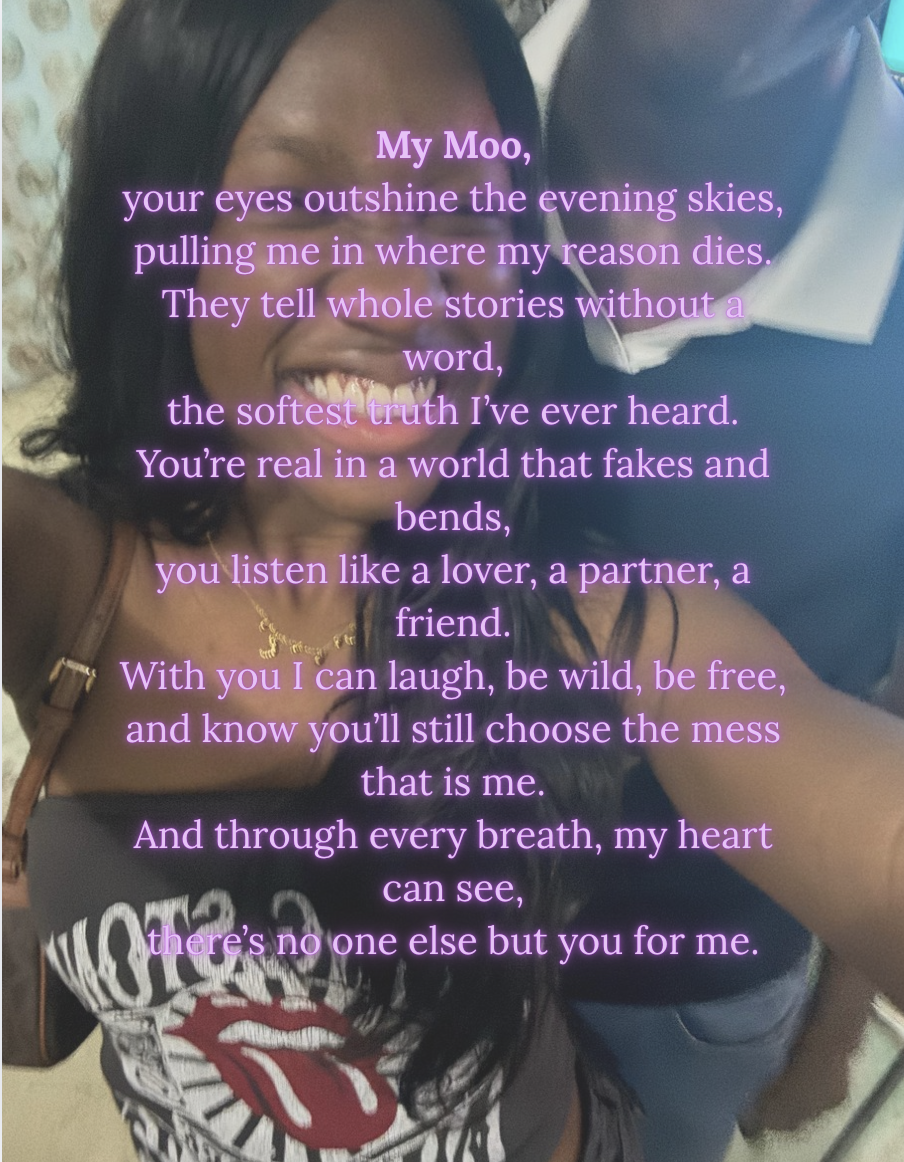 My Moo,
your eyes outshine the evening skies,
pulling me in where my reason dies.
They tell whole stories without a
word,
the softest truth I’ve ever heard.
You’re real in a world that fakes and
bends,
you listen like a lover, a partner, a
friend.
With you I can laugh, be wild, be free,
and know you’ll still choose the mess
that is me.
And through every breath, my heart
can see,
there’s no one else but you for me.